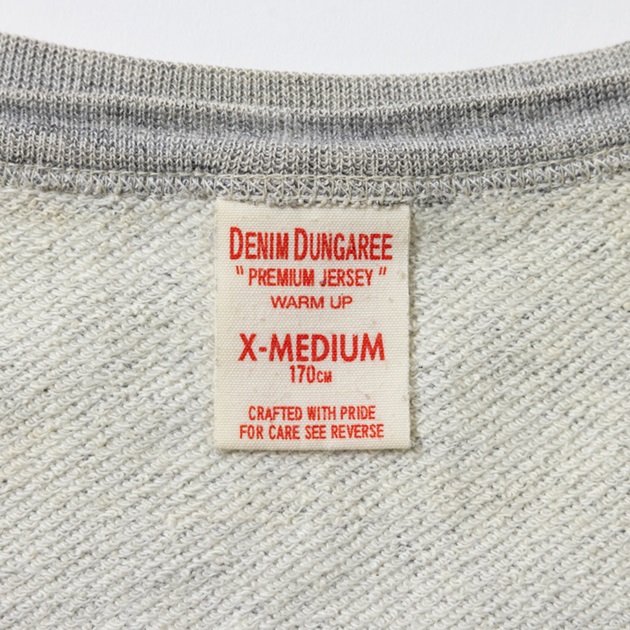 DENIM DUNGAREE
" PREMIUM JERSEY "
WARM UP
X-MEDIUM
170CM
CRAFTED WITH PRIDE
FOR CARE SEE REVERSE